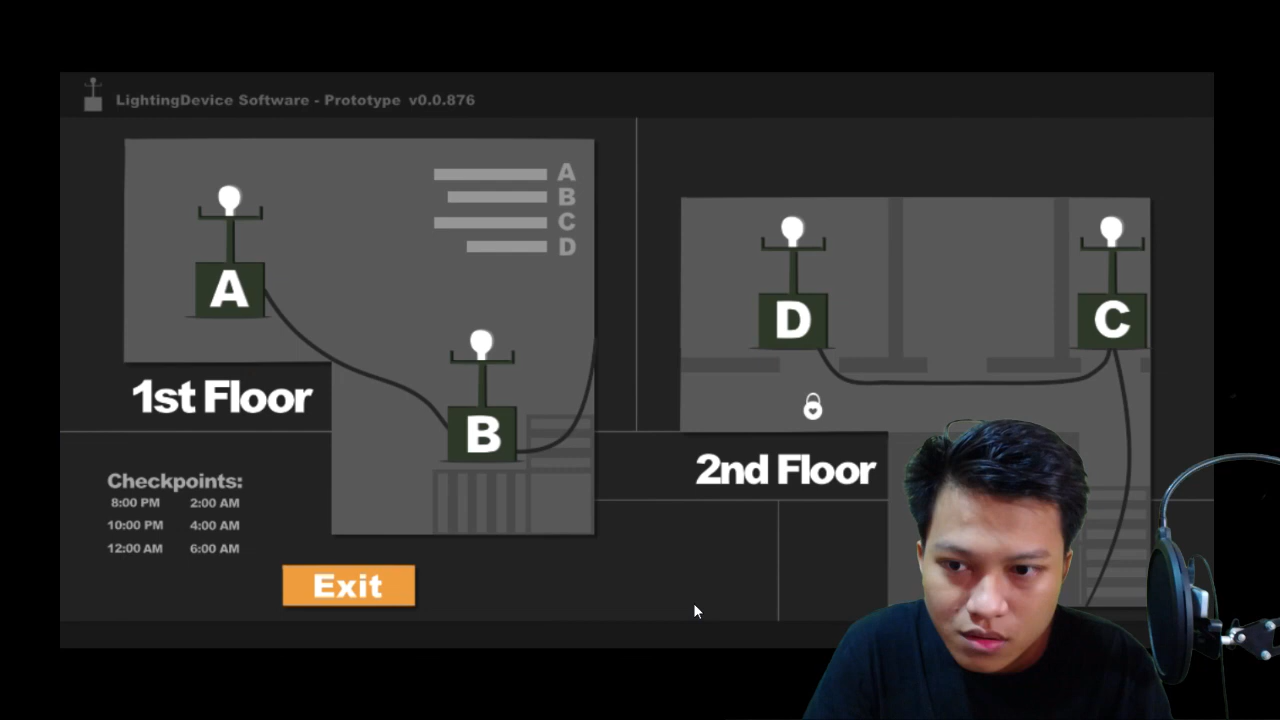 LightingDevice Software - Prototype v0.0.876
A
B
C
D
A
B
1st Floor
D
C
2nd Floor
Checkpoints:
8:00 PM 2:00 AM
10:00 PM 4:00 AM
12:00 AM 6:00 AM
Exit